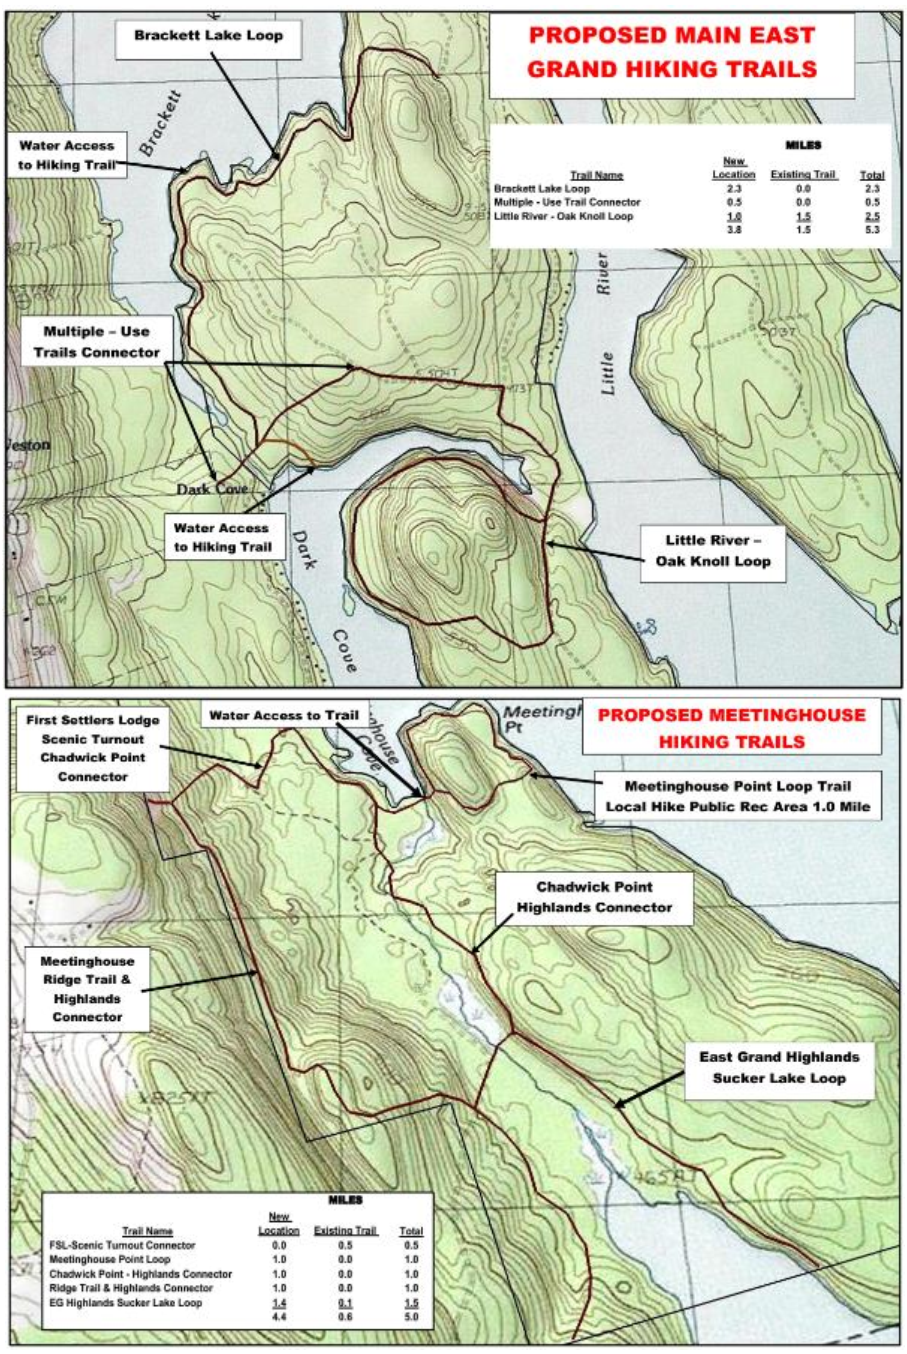 Brackett Lake Loop
PROPOSED MAIN EAST
GRAND HIKING TRAILS
Brackett
Water Access
to Hiking Trail
MILES
New
Trail Name Location Existing Trail Total
Brackett Lake Loop 2.3 0.0 2.3
Multiple - Use Trail Connector 0.5 0.0 0.5
Little River - Oak Knoll Loop 1.0 1.5 2.5
3.8 1.5 5.3
Little River
Multiple – Use
Trails Connector
Dark Cove
Water Access
to Hiking Trail
Dark Cove
Little River –
Oak Knoll Loop
First Settlers Lodge
Scenic Turnout
Chadwick Point
Connector
Water Access to Trail
Pt
PROPOSED MEETINGHOUSE
HIKING TRAILS
Meetinghouse Point Loop Trail
Local Hike Public Rec Area 1.0 Mile
Chadwick Point
Highlands Connector
Meetinghouse
Ridge Trail &
Highlands
Connector
East Grand Highlands
Sucker Lake Loop
MILES
New
Trail Name Location Existing Trail Total
FSL-Scenic Turnout Connector 0.0 0.5 0.5
Meetinghouse Point Loop 1.0 0.0 1.0
Chadwick Point - Highlands Connector 1.0 0.0 1.0
Ridge Trail & Highlands Connector 1.0 0.0 1.0
EG Highlands Sucker Lake Loop 1.4 0.1 1.5
4.4 0.6 5.0